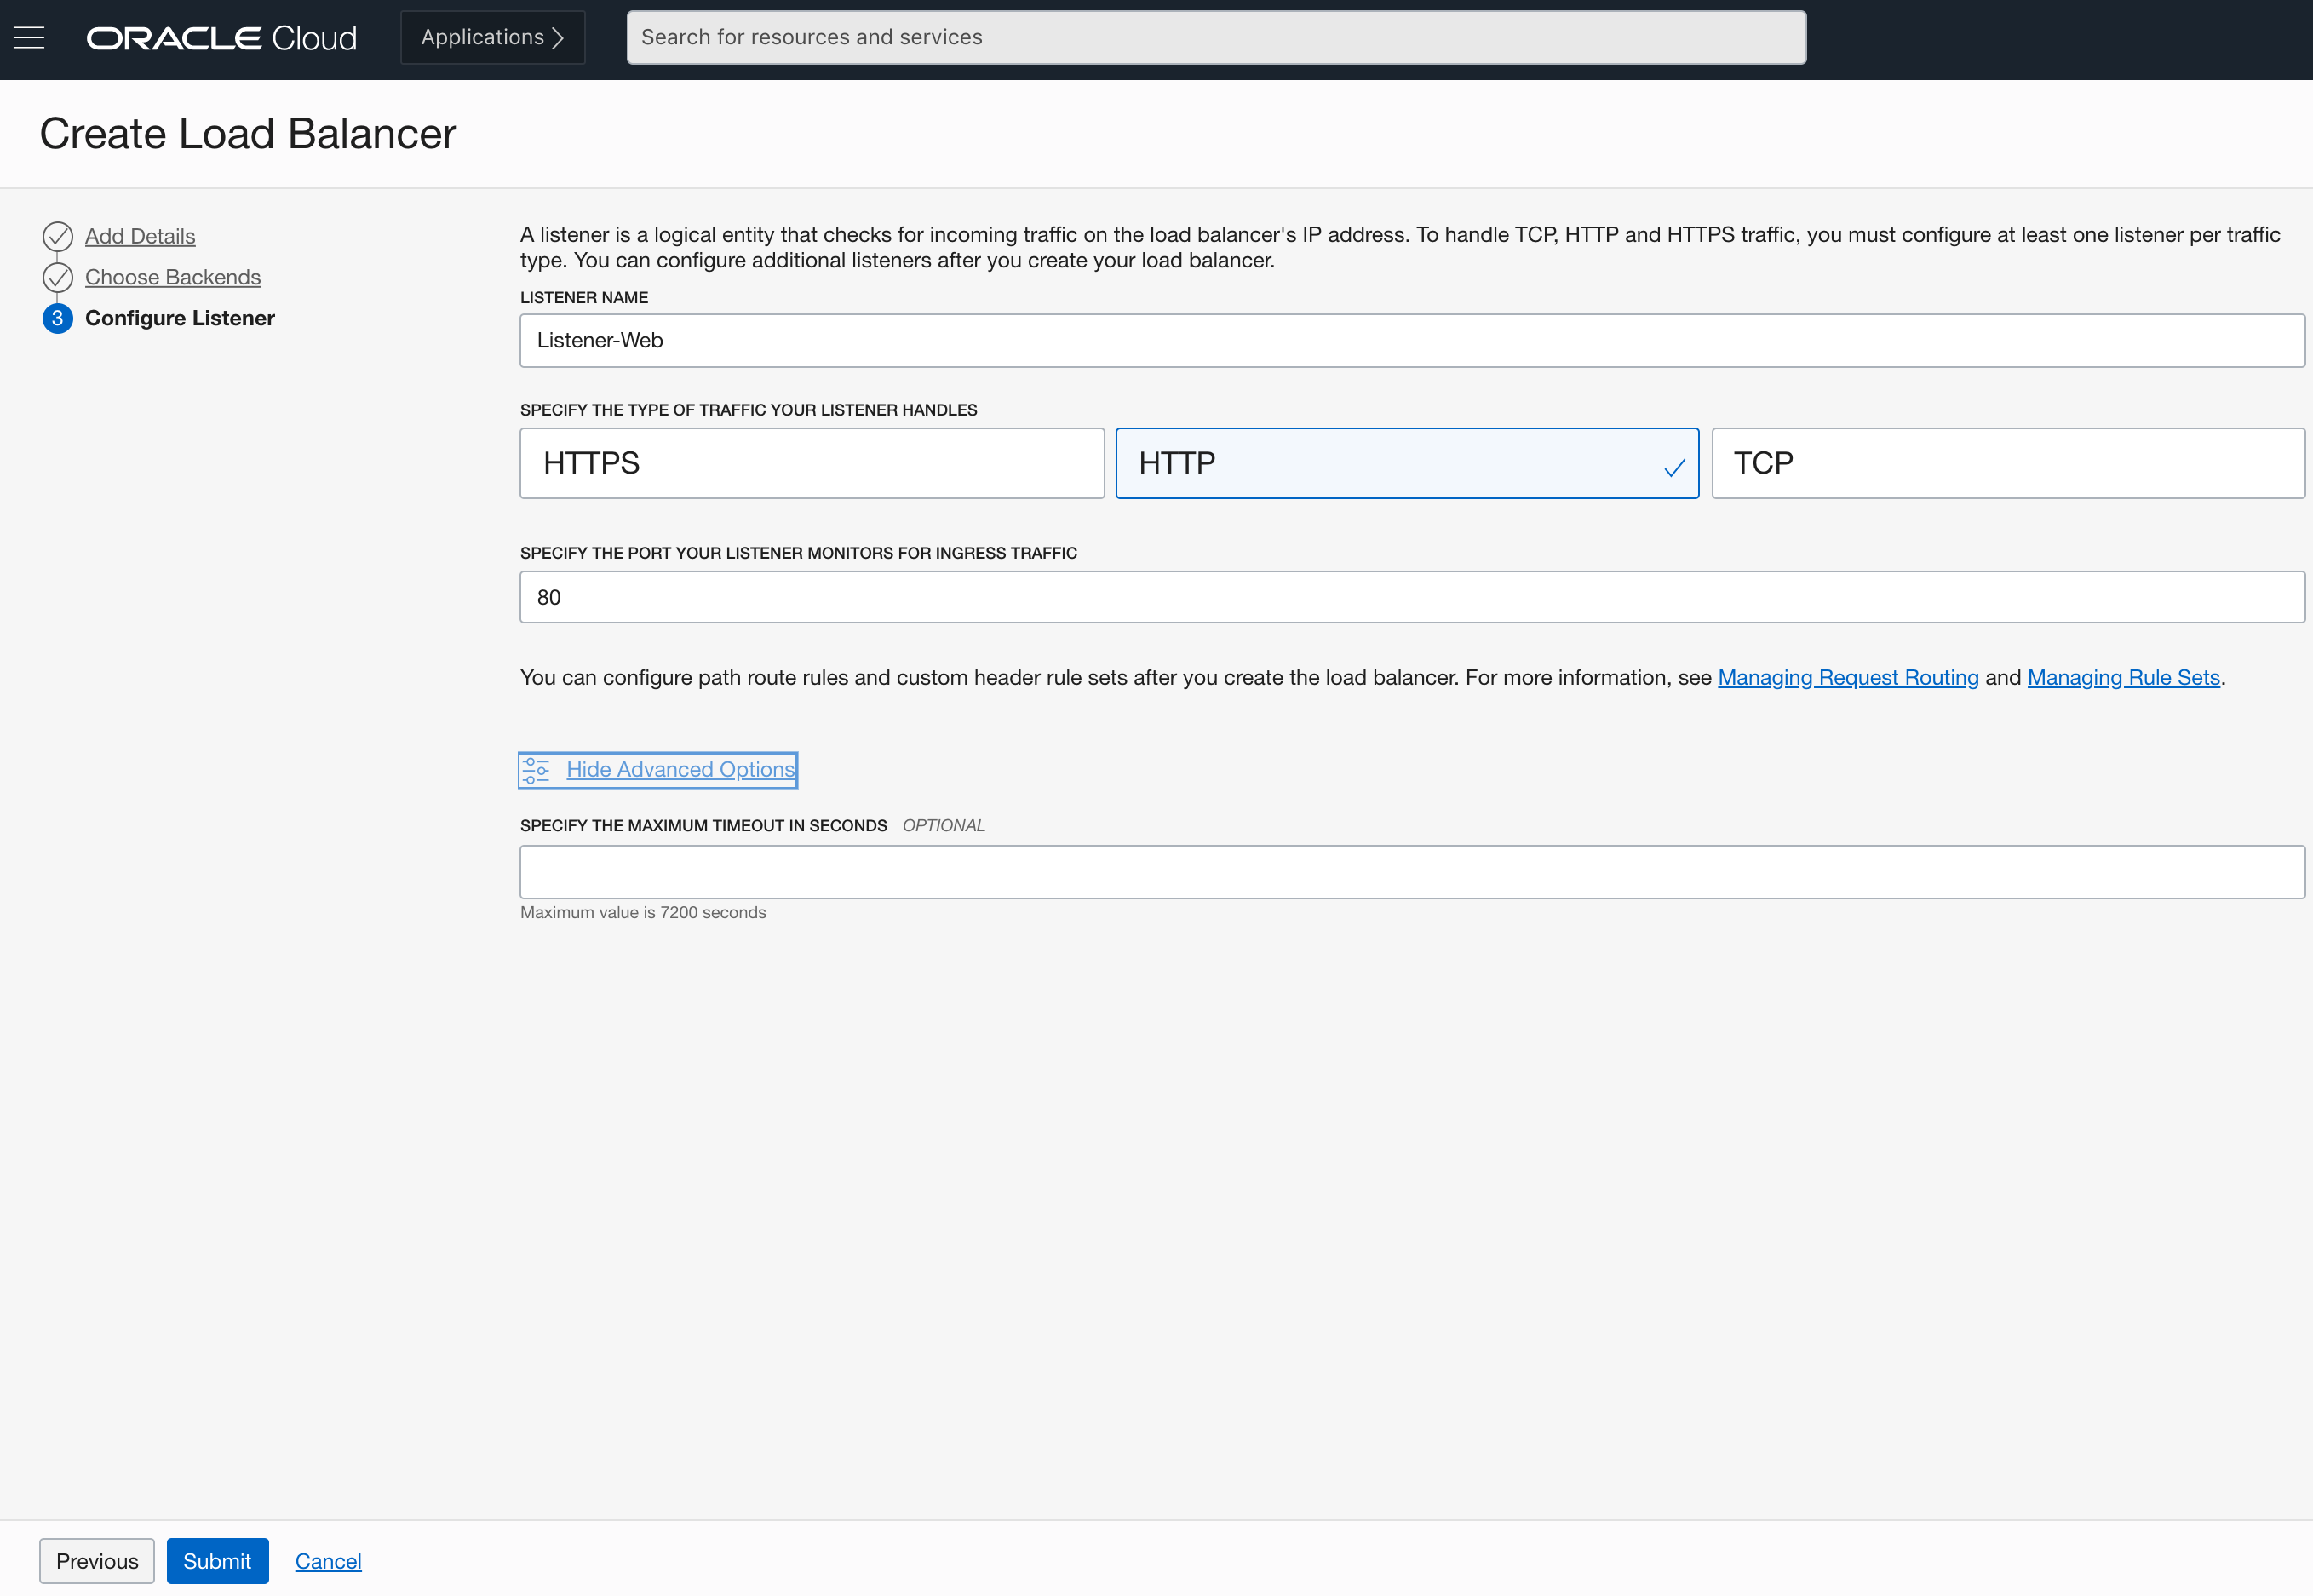 ORACLE Cloud
Applications
Search for resources and services
Create Load Balancer
Add Details
Choose Backends
3 Configure Listener
A listener is a logical entity that checks for incoming traffic on the load balancer's IP address. To handle TCP, HTTP and HTTPS traffic, you must configure at least one listener per traffic
type. You can configure additional listeners after you create your load balancer.
LISTENER NAME
Listener-Web
SPECIFY THE TYPE OF TRAFFIC YOUR LISTENER HANDLES
HTTPS
HTTP
TCP
SPECIFY THE PORT YOUR LISTENER MONITORS FOR INGRESS TRAFFIC
80
You can configure path route rules and custom header rule sets after you create the load balancer. For more information, see Managing Request Routing and Managing Rule Sets.
Hide Advanced Options
SPECIFY THE MAXIMUM TIMEOUT IN SECONDS OPTIONAL
Maximum value is 7200 seconds
Previous
Submit
Cancel